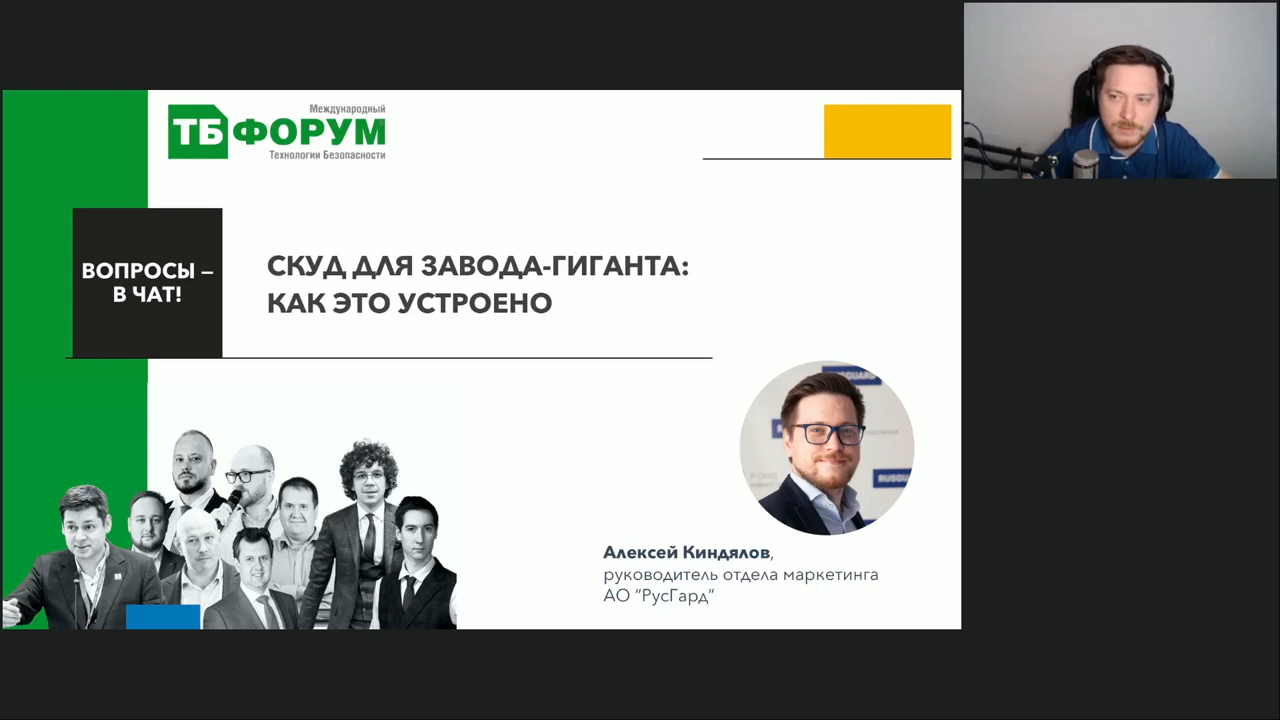 Международный
ТБ ФОРУМ
Технологии Безопасности
ВОПРОСЫ –
В ЧАТ!
СКУД ДЛЯ ЗАВОДА-ГИГАНТА:
КАК ЭТО УСТРОЕНО
Алексей Киндялов,
руководитель отдела маркетинга
АО “РусГард”